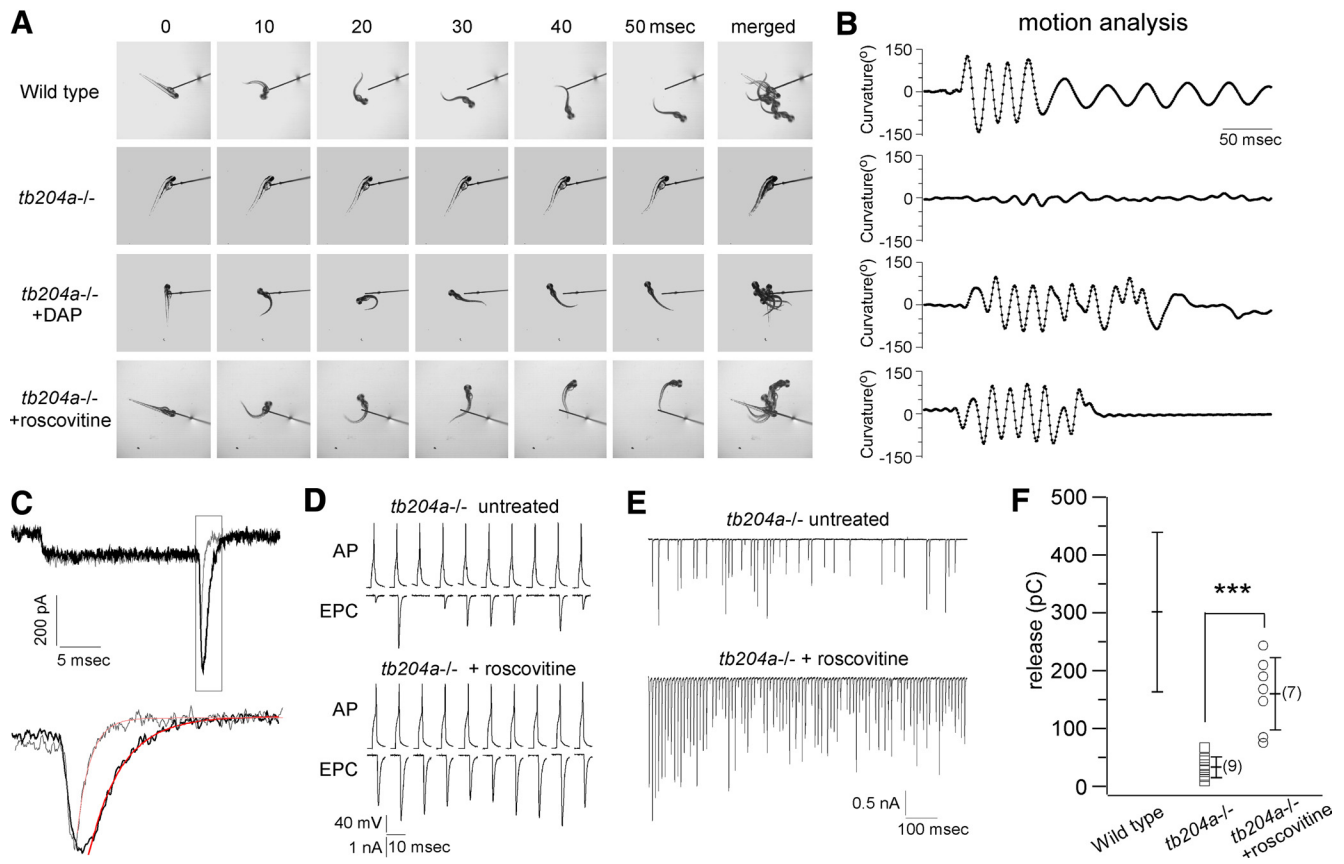 A
0 10 20 30 40 50 msec merged
Wild type
tb204a-/-
tb204a-/-
+DAP
tb204a-/-
+roscovitine
B
motion analysis
Curvature(º)
150
0
-150
50 msec
Curvature(º)
150
0
-150
Curvature(º)
150
0
-150
Curvature(º)
150
0
-150
C
200 pA
5 msec
D
tb204a-/- untreated
AP
EPC
tb204a-/- + roscovitine
AP
EPC
40 mV
1 nA
10 msec
E
tb204a-/- untreated
tb204a-/- + roscovitine
0.5 nA
100 msec
F
release (pC)
500
400
300
200
100
0
***
(9)
(7)
Wild type
tb204a-/-
tb204a-/-
+roscovitine